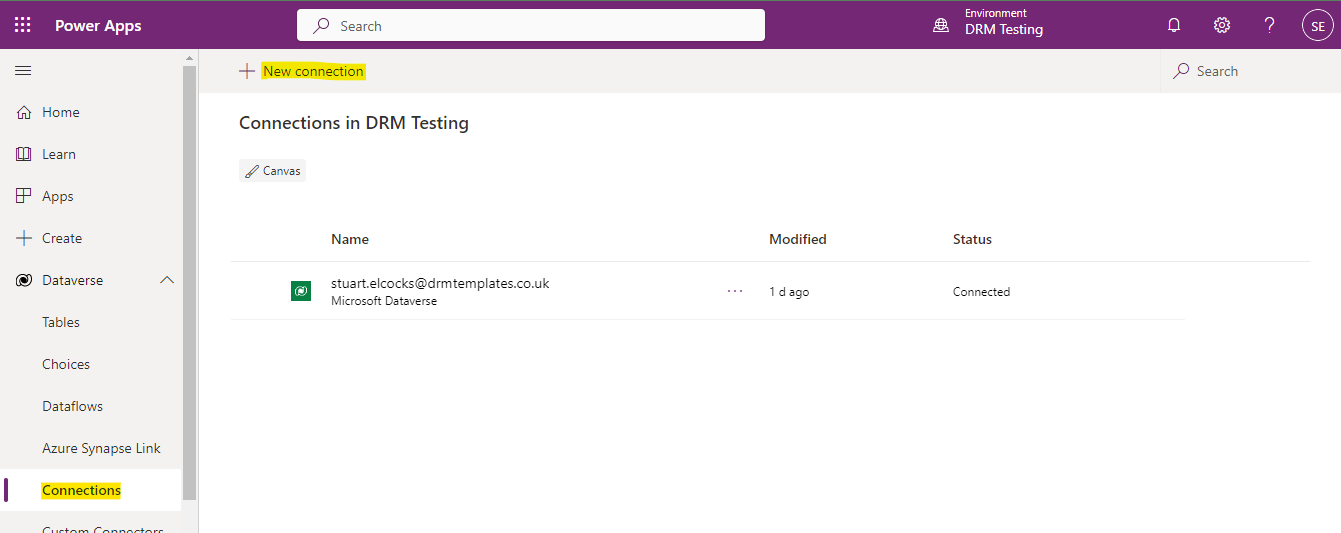 Power Apps
Search
Environment
DRM Testing
?
SE
New connection
Search
Home
Learn
Apps
Create
Dataverse
Tables
Choices
Dataflows
Azure Synapse Link
Connections
Custom Connectors
Connections in DRM Testing
Canvas
Name Modified Status
stuart.elcocks@drmtemplates.co.uk
Microsoft Dataverse
··· 1 d ago Connected